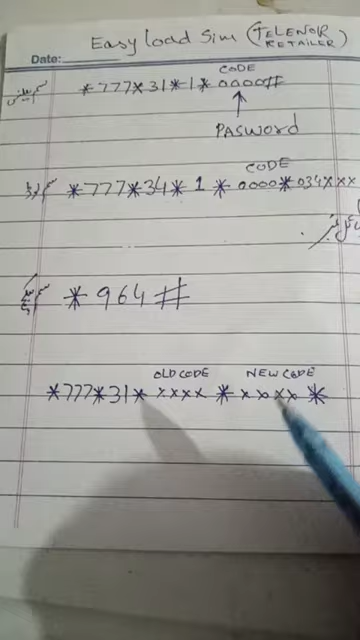 Easy load Sim (TELENOR RETAILER)
Date:
CODE
*777*31*1*0000#
PASWORD
CODE
*777*34*1*0000*034xxx
*964#
OLD CODE NEW CODE
*777*31*xxxx*xxxx*